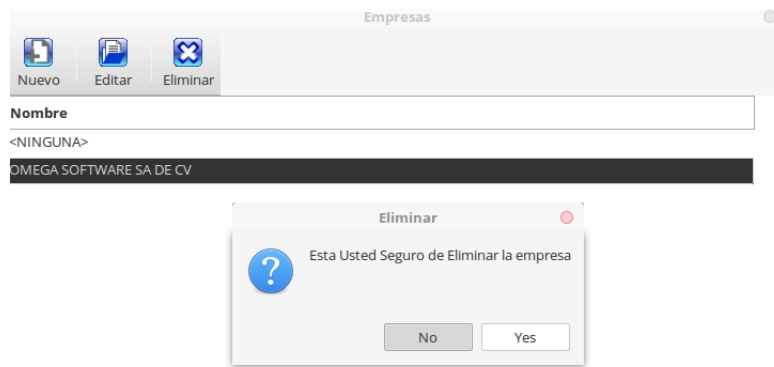 Empresas
Nuevo Editar Eliminar
Nombre
<NINGUNA>
OMEGA SOFTWARE SA DE CV
Eliminar
Esta Usted Seguro de Eliminar la empresa
No Yes